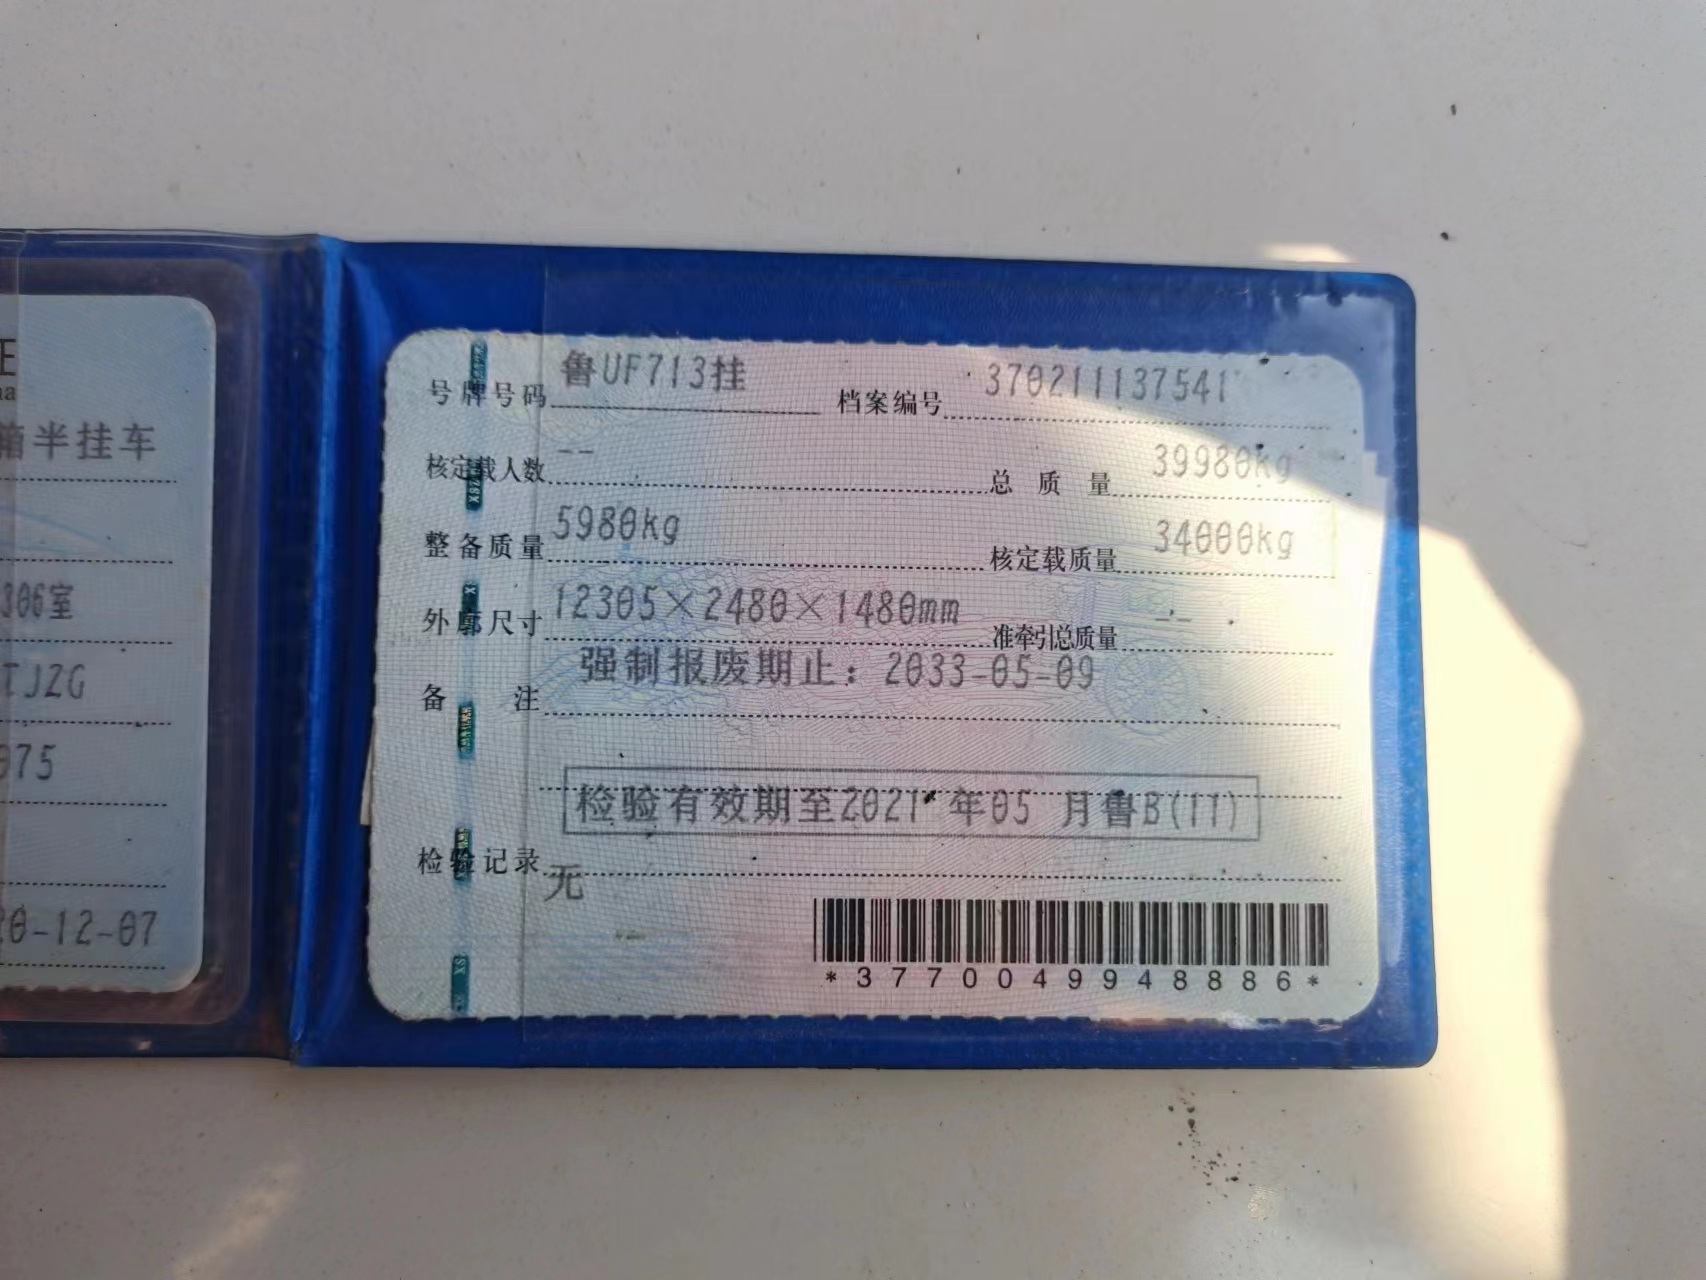 证
箱半挂车
306室
TJZG
075
20-12-07
号牌号码 鲁UF713挂 档案编号 370211137541
核定载人数 -- 总质量 39980kg
整备质量 5980kg 核定载质量 34000kg
外廓尺寸 12305×2480×1480mm 准牵引总质量 --
备注 强制报废期止：2033-05-09
检验有效期至2021年05月鲁B(11)
检验记录 无
*3770049948886*